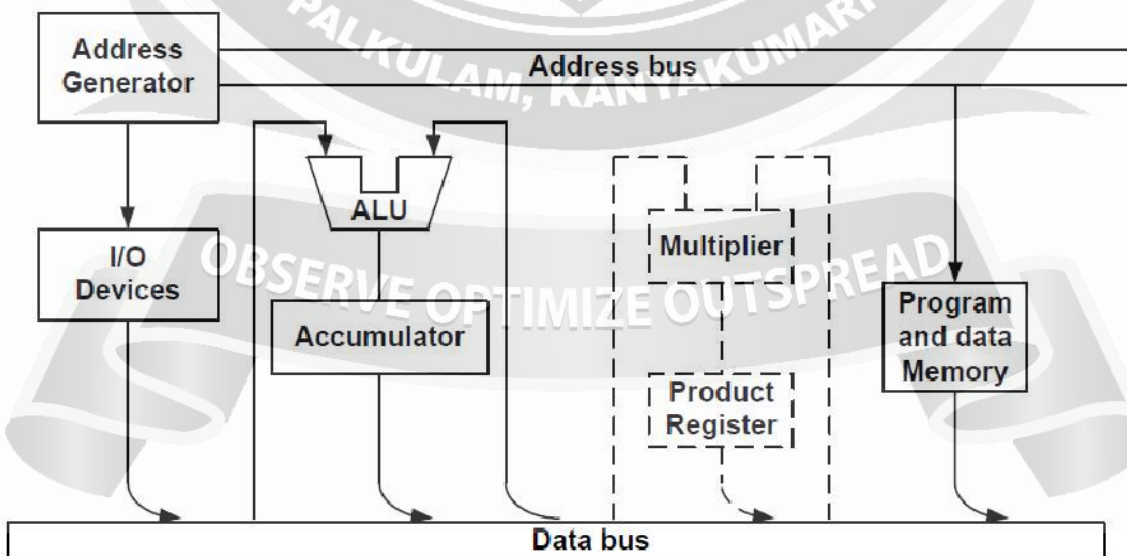 PALKULAM, KANYAKUMARI
Address
Generator
Address bus
ALU
I/O
Devices
Multiplier
OBSERVE OPTIMIZE OUTSPREAD
Accumulator
Program
and data
Memory
Product
Register
Data bus